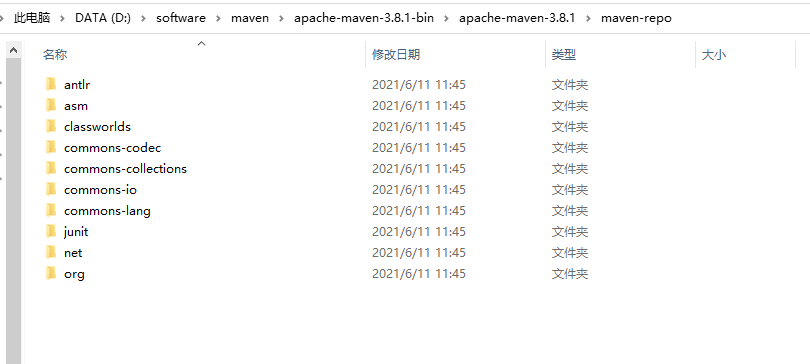 此电脑 > DATA (D:) > software > maven > apache-maven-3.8.1-bin > apache-maven-3.8.1 > maven-repo
名称 修改日期 类型 大小
antlr 2021/6/11 11:45 文件夹
asm 2021/6/11 11:45 文件夹
classworlds 2021/6/11 11:45 文件夹
commons-codec 2021/6/11 11:45 文件夹
commons-collections 2021/6/11 11:45 文件夹
commons-io 2021/6/11 11:45 文件夹
commons-lang 2021/6/11 11:45 文件夹
junit 2021/6/11 11:45 文件夹
net 2021/6/11 11:45 文件夹
org 2021/6/11 11:45 文件夹